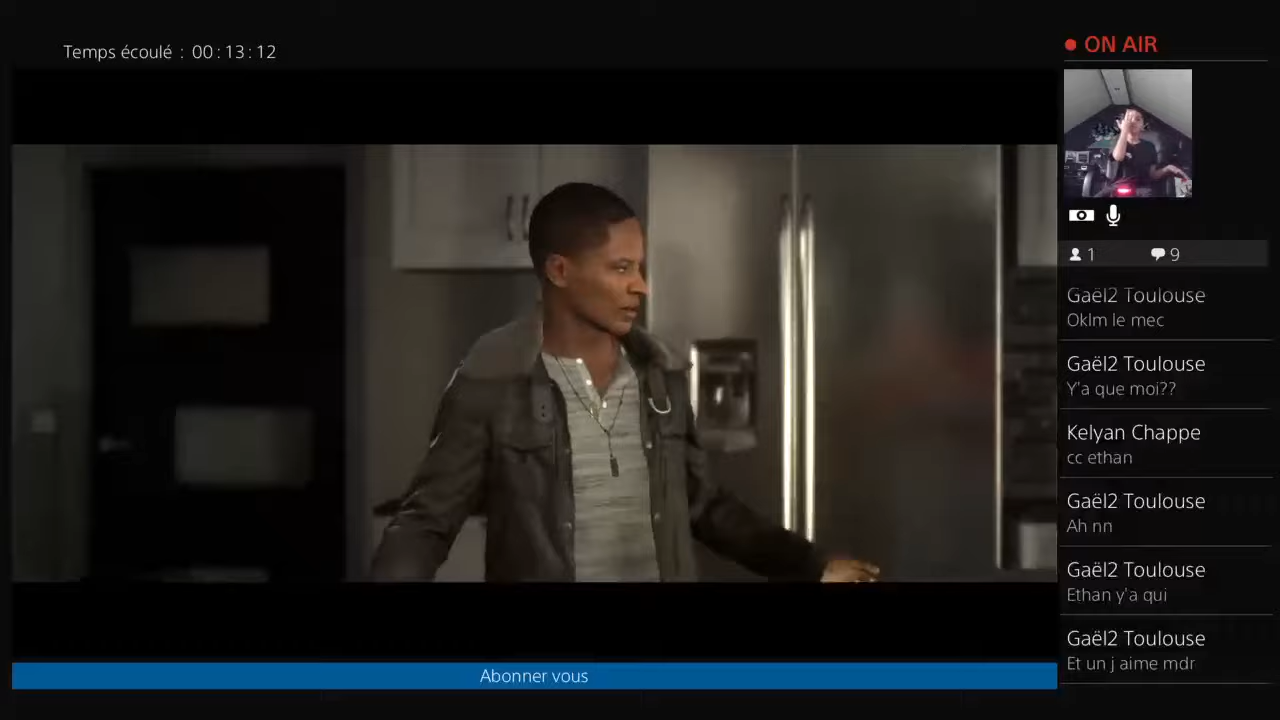 Temps écoulé : 00:13:12
ON AIR
1 9
Gaël2 Toulouse
Oklm le mec
Gaël2 Toulouse
Y'a que moi??
Kelyan Chappe
cc ethan
Gaël2 Toulouse
Ah nn
Gaël2 Toulouse
Ethan y'a qui
Gaël2 Toulouse
Et un j aime mdr
Abonner vous